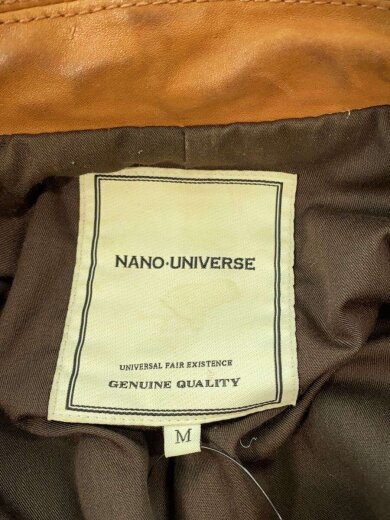 NANO·UNIVERSE
UNIVERSAL FAIR EXISTENCE
GENUINE QUALITY
M